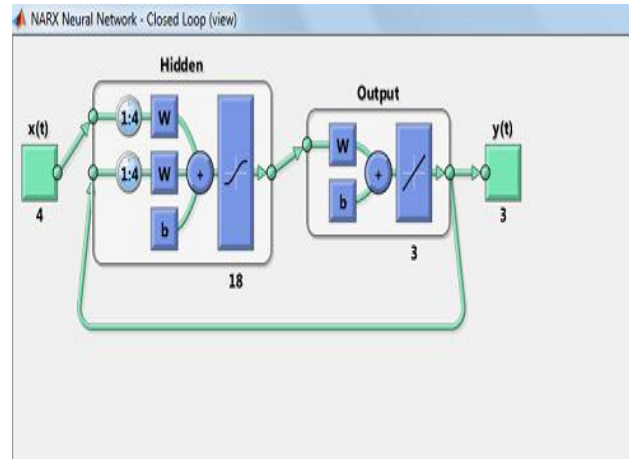 NARX Neural Network - Closed Loop (view)
Hidden
Output
x(t)
y(t)
1:4
W
1:4
W
+
b
W
+
b
4
18
3
3